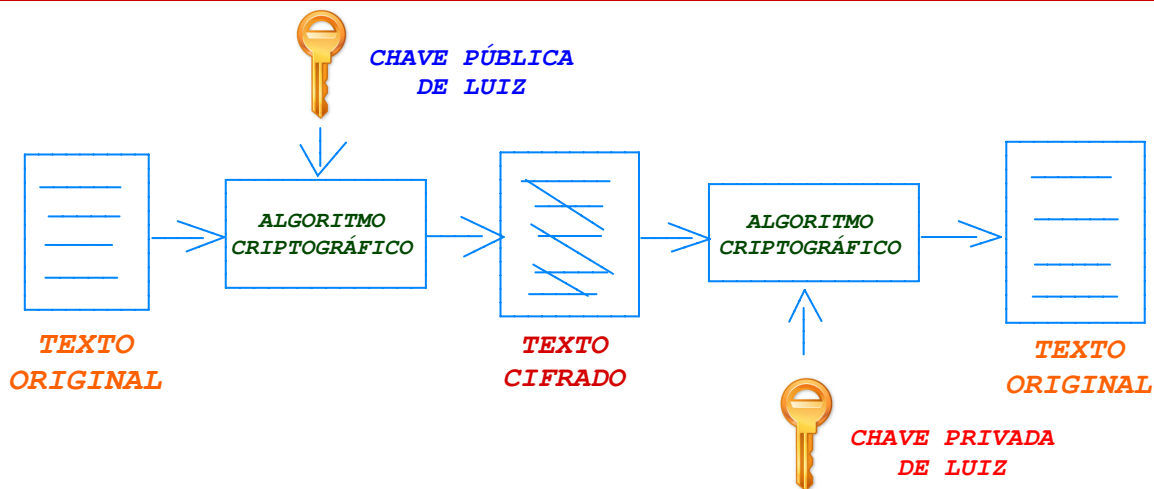 CHAVE PÚBLICA
DE LUIZ
ALGORITMO
CRIPTOGRÁFICO
ALGORITMO
CRIPTOGRÁFICO
TEXTO
ORIGINAL
TEXTO
CIFRADO
TEXTO
ORIGINAL
CHAVE PRIVADA
DE LUIZ